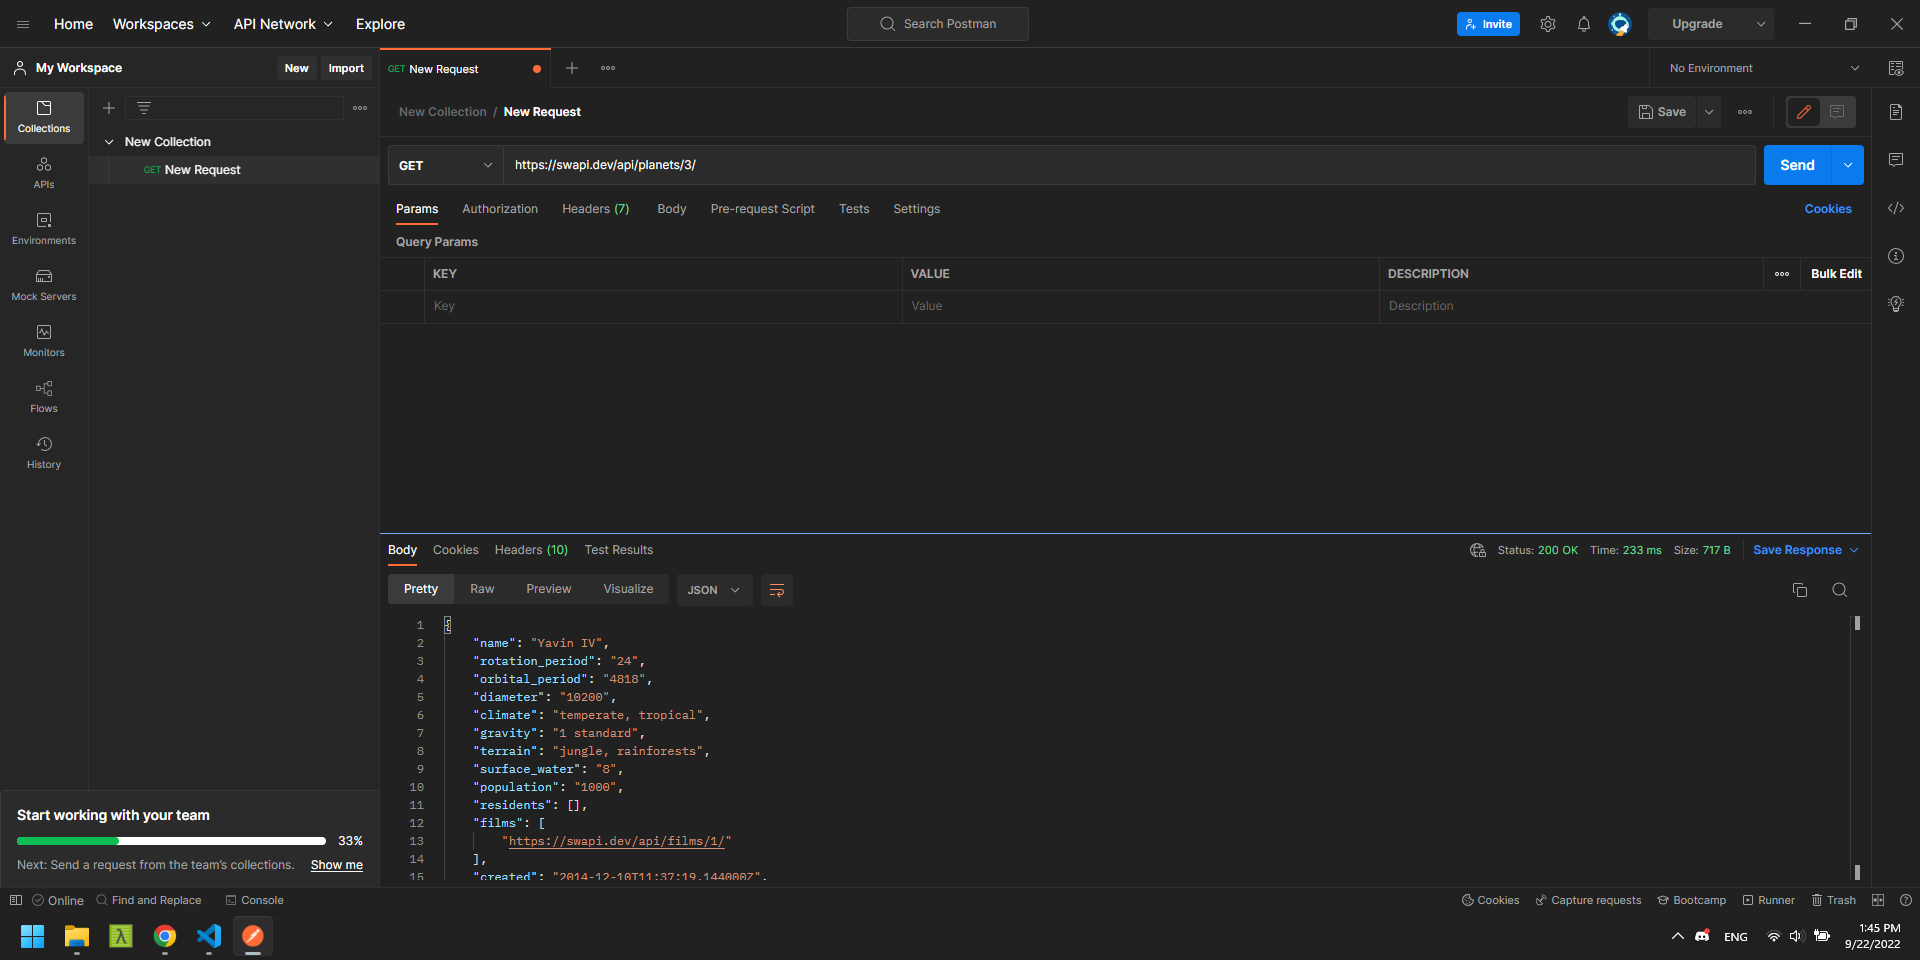 Home Workspaces API Network Explore Search Postman Invite Upgrade
My Workspace New Import GET New Request No Environment
New Collection / New Request Save
Collections
New Collection
GET New Request
APIs
Environments
Mock Servers
Monitors
Flows
History
GET https://swapi.dev/api/planets/3/ Send
Params Authorization Headers (7) Body Pre-request Script Tests Settings Cookies
Query Params
KEY VALUE DESCRIPTION Bulk Edit
Key Value Description
Body Cookies Headers (10) Test Results Status: 200 OK Time: 233 ms Size: 717 B Save Response
Pretty Raw Preview Visualize JSON
1 {
2 "name": "Yavin IV",
3 "rotation_period": "24",
4 "orbital_period": "4818",
5 "diameter": "10200",
6 "climate": "temperate, tropical",
7 "gravity": "1 standard",
8 "terrain": "jungle, rainforests",
9 "surface_water": "8",
10 "population": "1000",
11 "residents": [],
12 "films": [
13 "https://swapi.dev/api/films/1/"
14 ],
15 "created": "2014-12-10T11:37:19.144000Z",
Start working with your team
33%
Next: Send a request from the team's collections. Show me
Online Find and Replace Console Cookies Capture requests Bootcamp Runner Trash
ENG 1:45 PM
9/22/2022